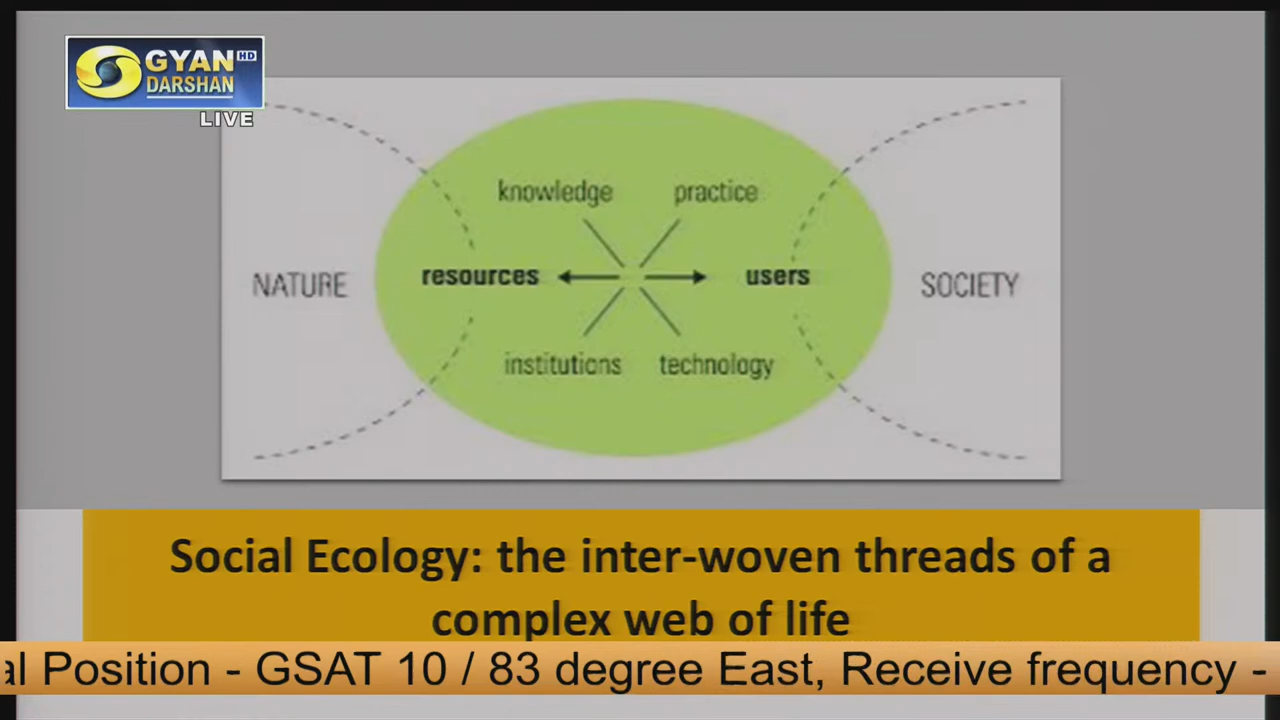 GYAN HD
DARSHAN
LIVE
knowledge practice
NATURE resources users SOCIETY
institutions technology
Social Ecology: the inter-woven threads of a
complex web of life
al Position - GSAT 10 / 83 degree East, Receive frequency -